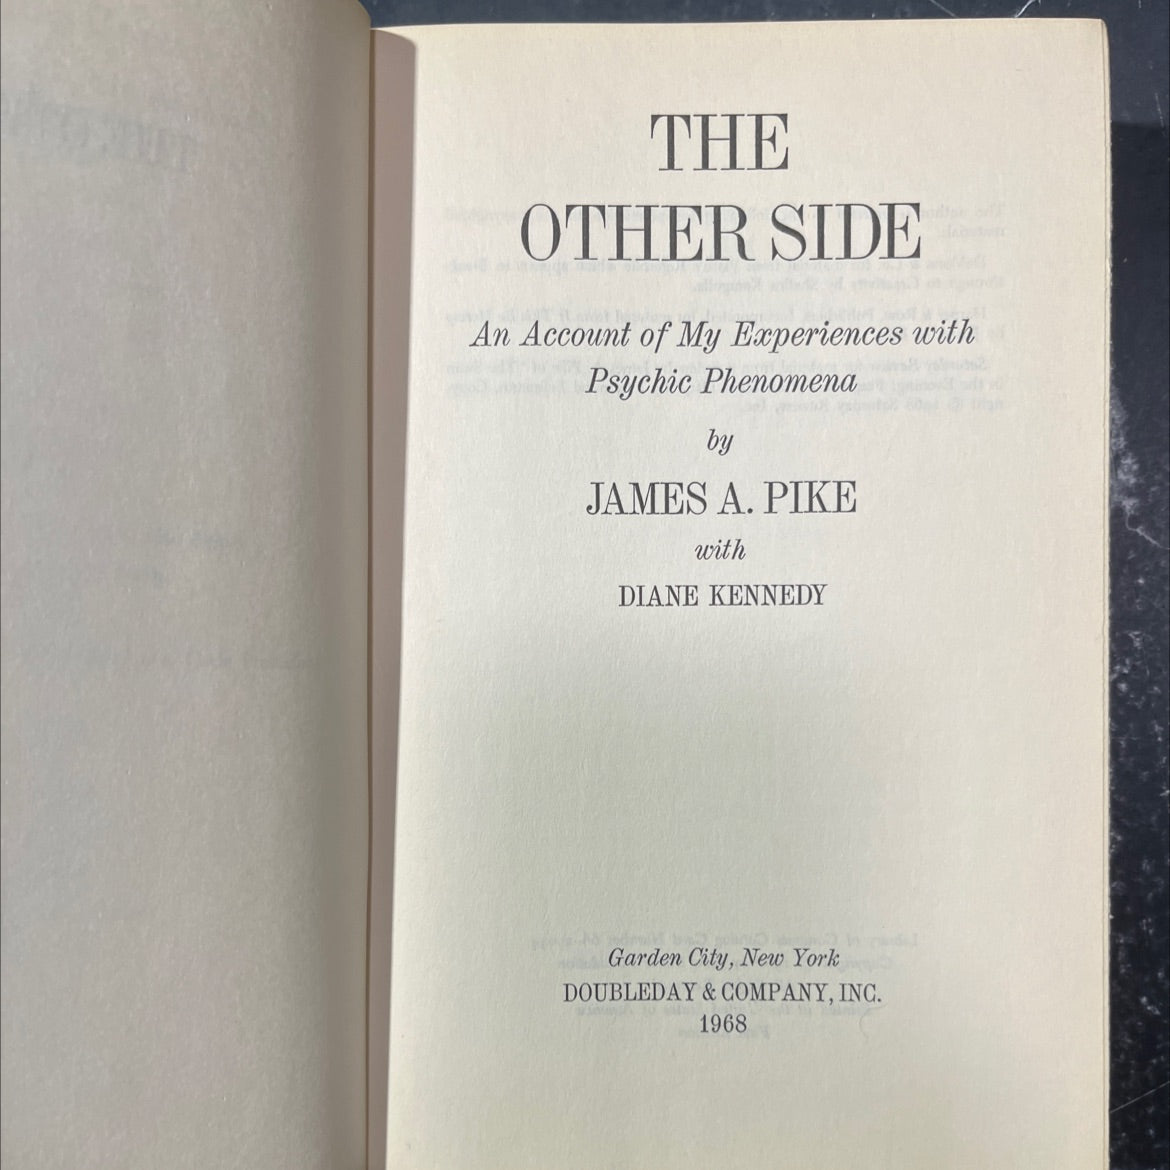 THE
OTHER SIDE
An Account of My Experiences with
Psychic Phenomena
by
JAMES A. PIKE
with
DIANE KENNEDY
Garden City, New York
DOUBLEDAY & COMPANY, INC.
1968